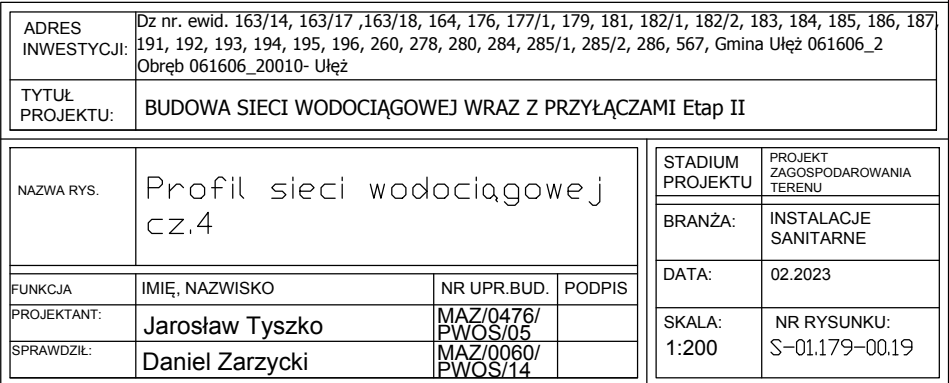 ADRES INWESTYCJI:
Dz nr. ewid. 163/14, 163/17 ,163/18, 164, 176, 177/1, 179, 181, 182/1, 182/2, 183, 184, 185, 186, 187,
191, 192, 193, 194, 195, 196, 260, 278, 280, 284, 285/1, 285/2, 286, 567, Gmina Ułęż 061606_2
Obręb 061606_20010- Ułęż
TYTUŁ PROJEKTU:
BUDOWA SIECI WODOCIĄGOWEJ WRAZ Z PRZYŁĄCZAMI Etap II
NAZWA RYS.
Profil sieci wodociągowej
cz.4
FUNKCJA IMIĘ, NAZWISKO NR UPR.BUD. PODPIS
PROJEKTANT: Jarosław Tyszko MAZ/0476/
PWOS/05
SPRAWDZIŁ: Daniel Zarzycki MAZ/0060/
PWOS/14
STADIUM
PROJEKTU
PROJEKT
ZAGOSPODAROWANIA
TERENU
BRANŻA:
INSTALACJE
SANITARNE
DATA: 02.2023
SKALA:
1:200
NR RYSUNKU:
S-01.179-00.19